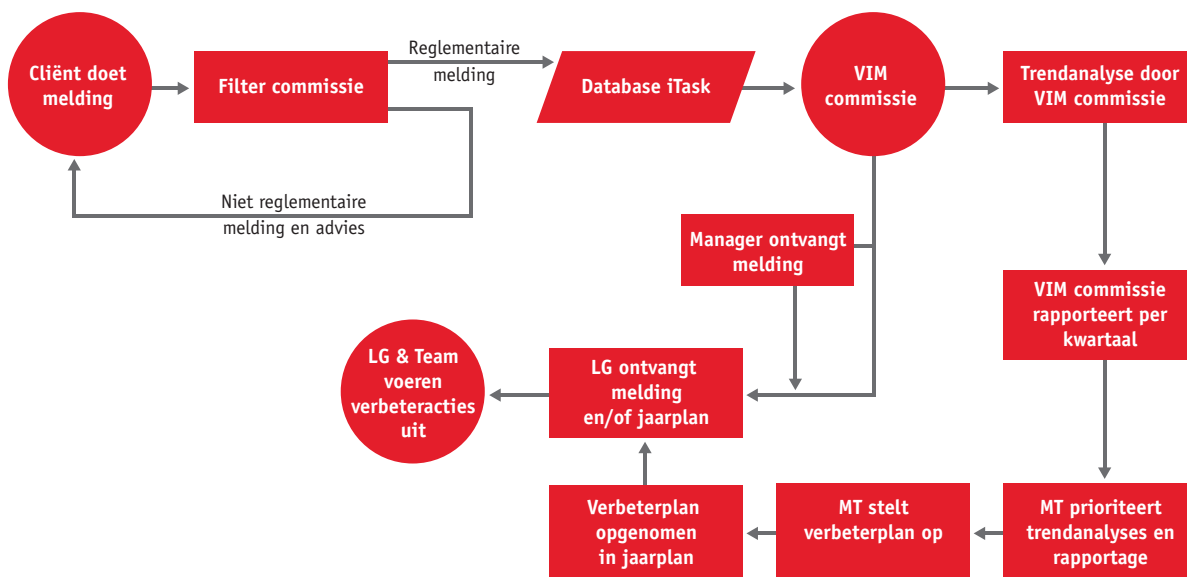 Cliënt doet
melding
Filter commissie
Reglementaire
melding
Database iTask
VIM
commissie
Trendanalyse door
VIM commissie
Niet reglementaire
melding en advies
Manager ontvangt
melding
VIM commissie
rapporteert per
kwartaal
LG & Team
voeren
verbeteracties
uit
LG ontvangt
melding
en/of jaarplan
Verbeterplan
opgenomen
in jaarplan
MT stelt
verbeterplan op
MT prioriteert
trendanalyses en
rapportage